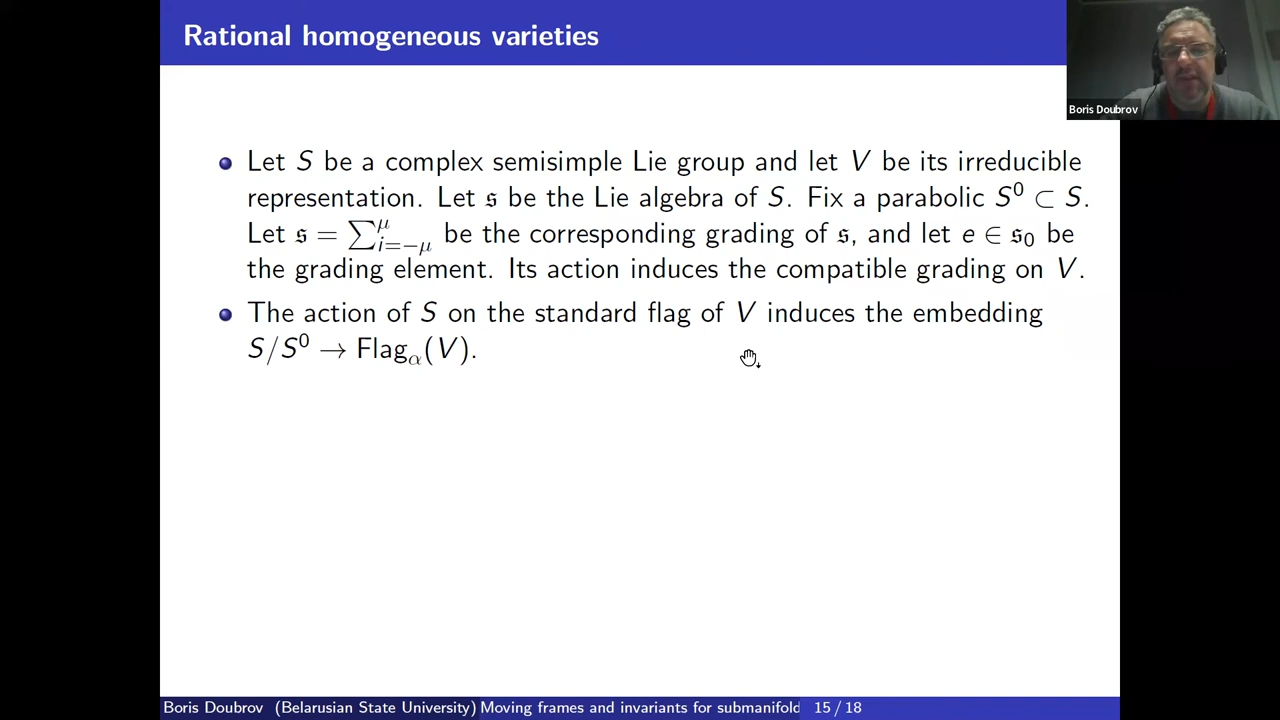 Rational homogeneous varieties
Boris Doubrov
Let S be a complex semisimple Lie group and let V be its irreducible
representation. Let 𝔰 be the Lie algebra of S. Fix a parabolic S⁰ ⊂ S.
Let 𝔰 = ∑_{i=−μ}^{μ} be the corresponding grading of 𝔰, and let e ∈ 𝔰₀ be
the grading element. Its action induces the compatible grading on V.
The action of S on the standard flag of V induces the embedding
S/S⁰ → Flag_α(V).
Boris Doubrov (Belarusian State University) Moving frames and invariants for submanifold 15 / 18